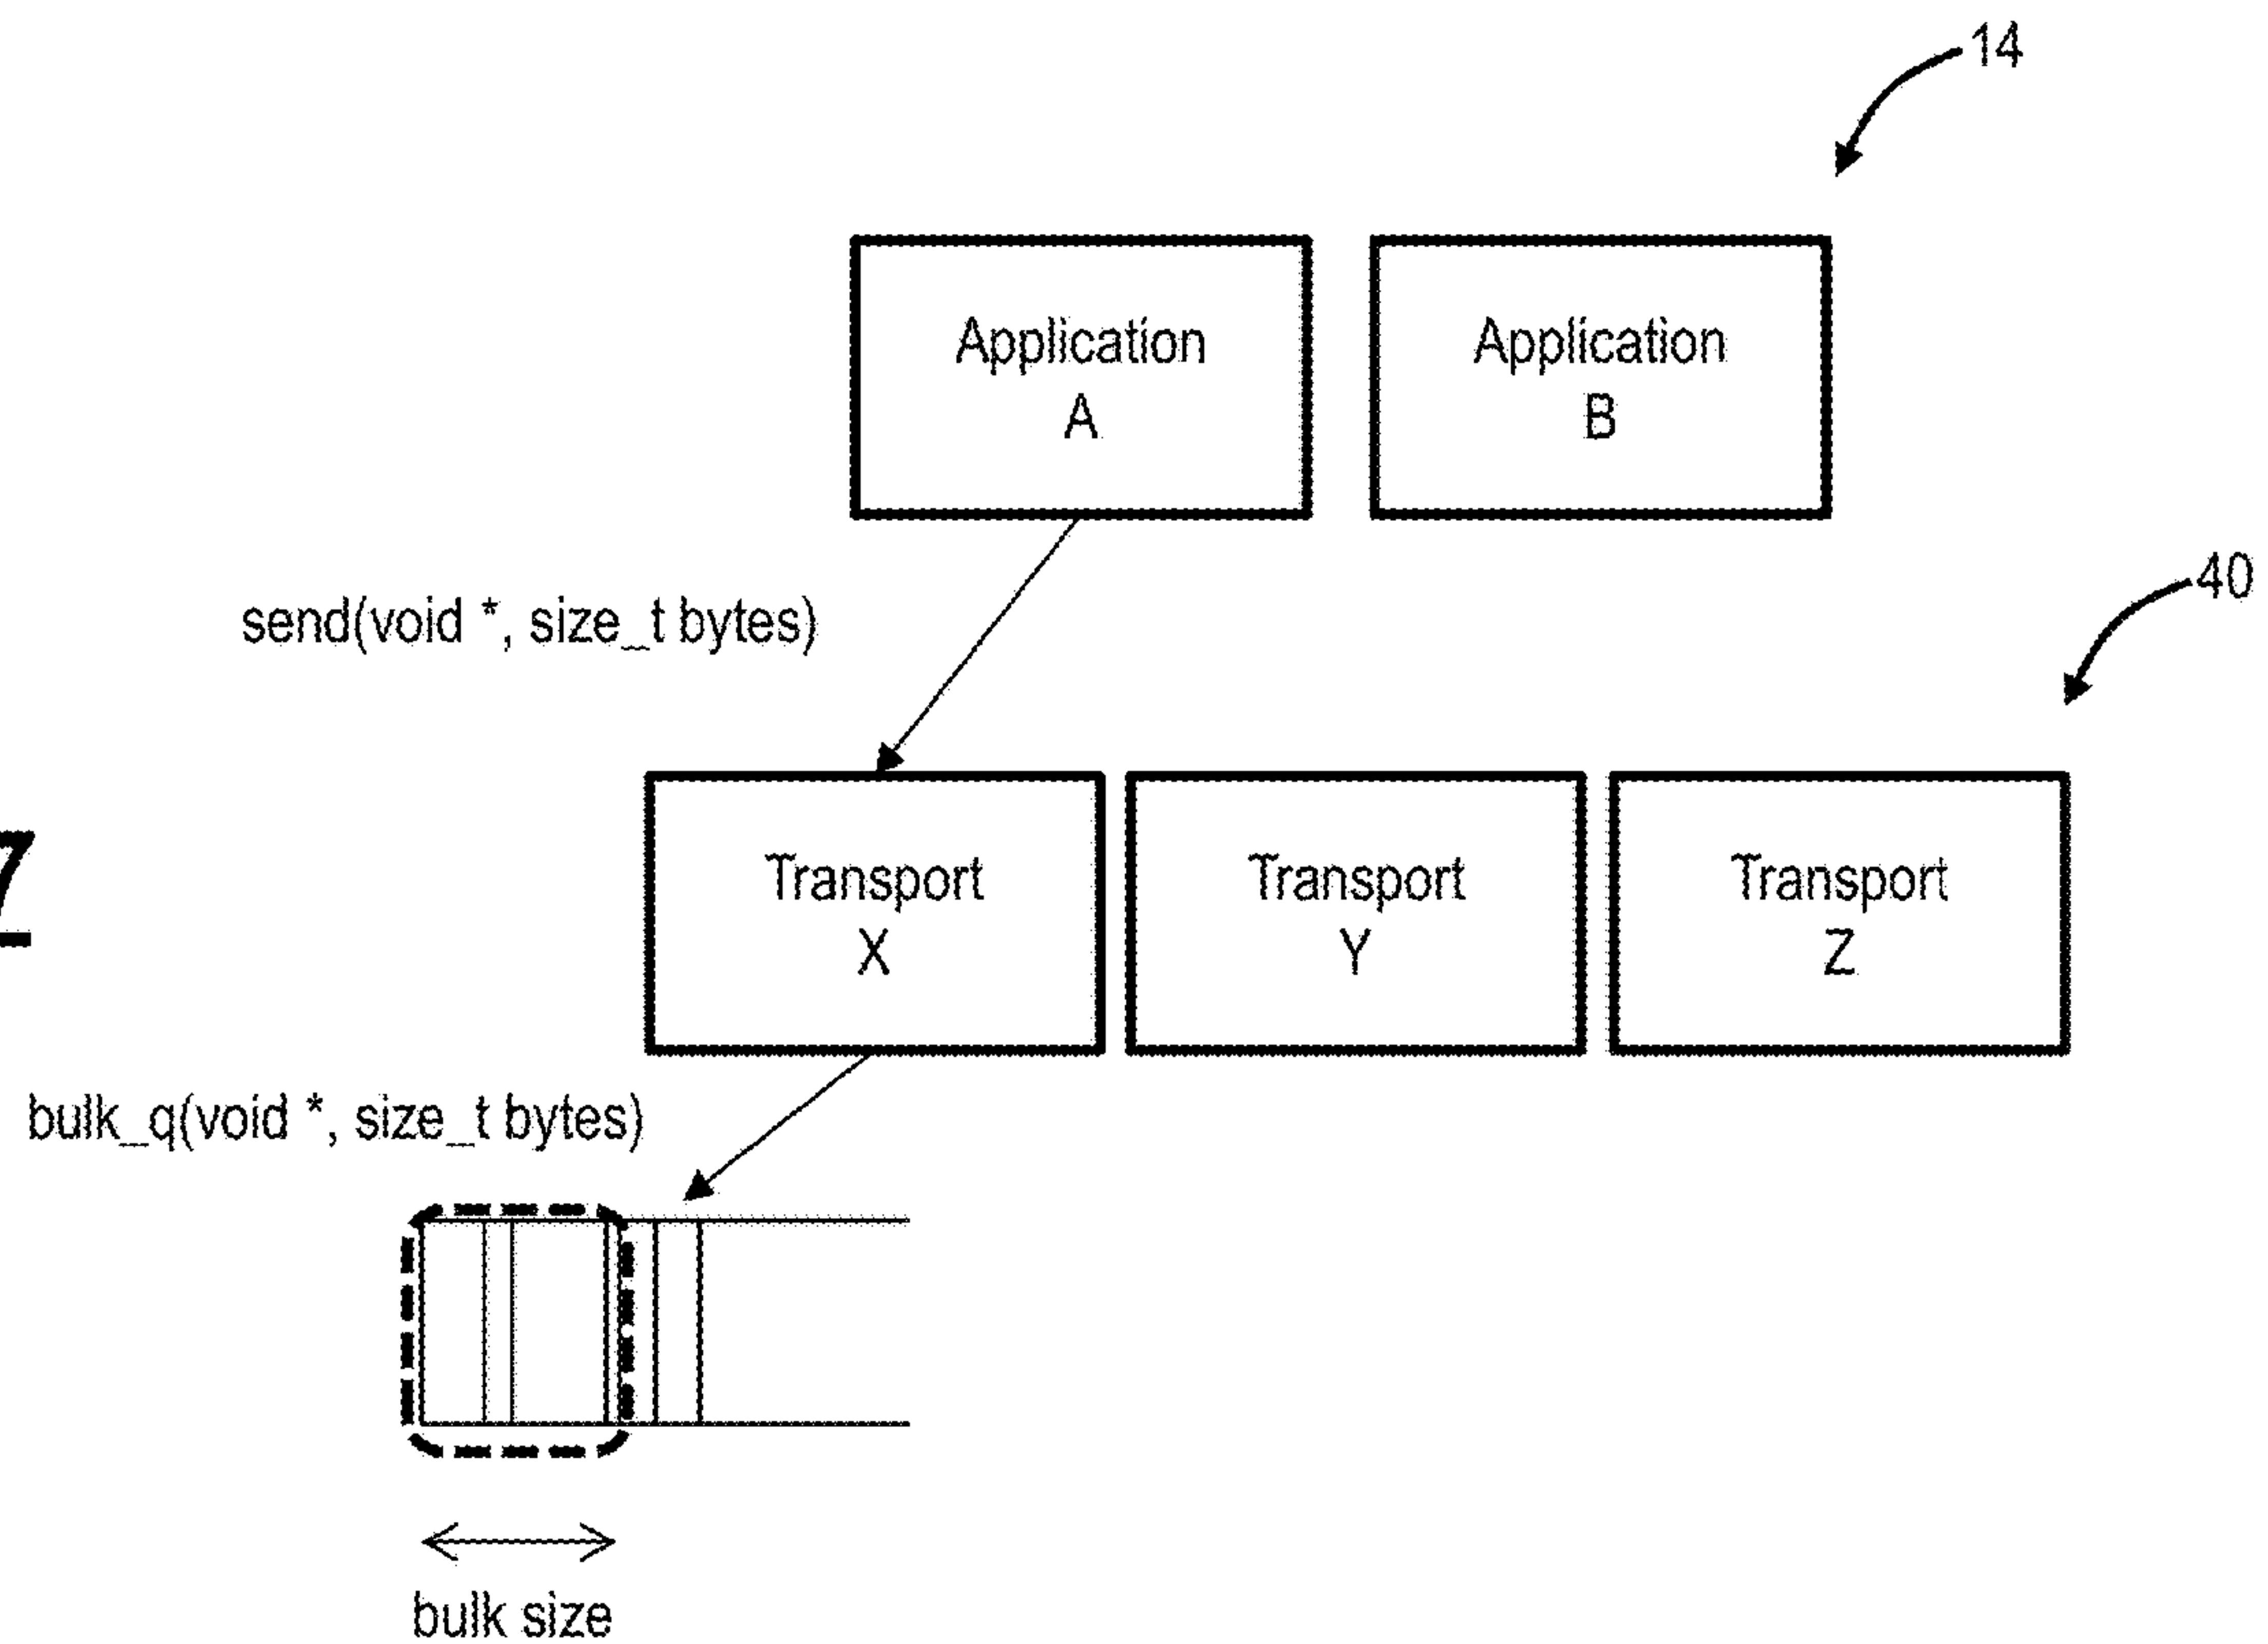 14
Application
A
Application
B
send(void *, size_t bytes)
40
7
Transport
X
Transport
Y
Transport
Z
bulk_q(void *, size_t bytes)
bulk size